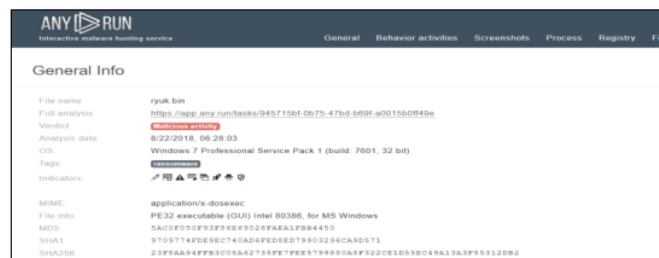 ANY RUN
Interactive malware hunting service
General Behavior activities Screenshots Process Registry
General Info
File name ryuk.bin
Full analysis https://app.any.run/tasks/945715bf-0b75-47bd-b69f-a0015b0ff49e
Verdict Malicious activity
Analysis date 8/22/2018, 06:28:03
OS: Windows 7 Professional Service Pack 1 (build: 7601, 32 bit)
Tags: ransomware
Indicators:
MIME: application/x-dosexec
File info: PE32 executable (GUI) Intel 80386, for MS Windows
MD5 5AC0F050F93F86E69026FAEA1FBB4450
SHA1 9709774FDE9EC740AD6FED8ED79903296CA9D571
SHA256 23F8AA94FFB3C08A62735FE7FEE5799880A8F322CE1D55EC49A13A3F85312DB2